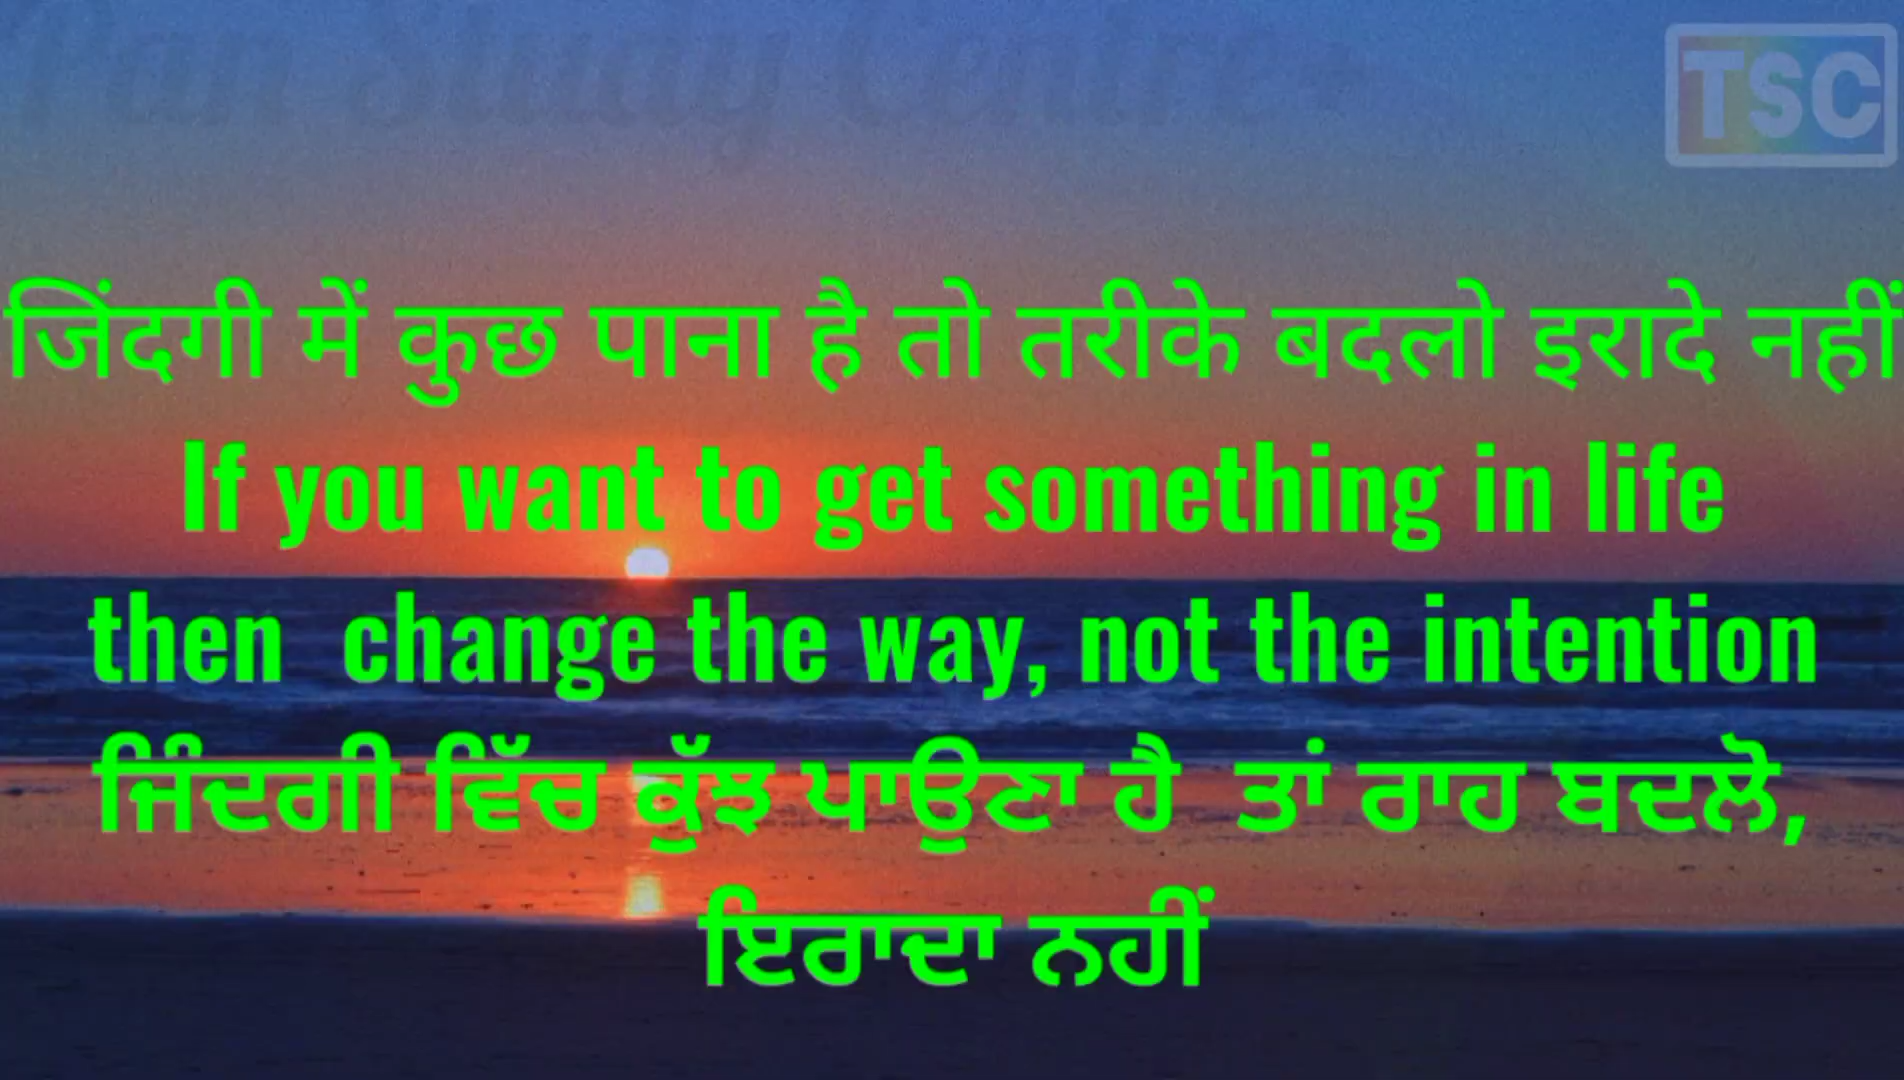 TSC
जिंदगी में कुछ पाना है तो तरीके बदलो इरादे नहीं
If you want to get something in life
then change the way, not the intention
ਜਿੰਦਗੀ ਵਿੱਚ ਕੁੱਝ ਪਾਉਣਾ ਹੈ ਤਾਂ ਰਾਹ ਬਦਲੋ,
ਇਰਾਦਾ ਨਹੀਂ